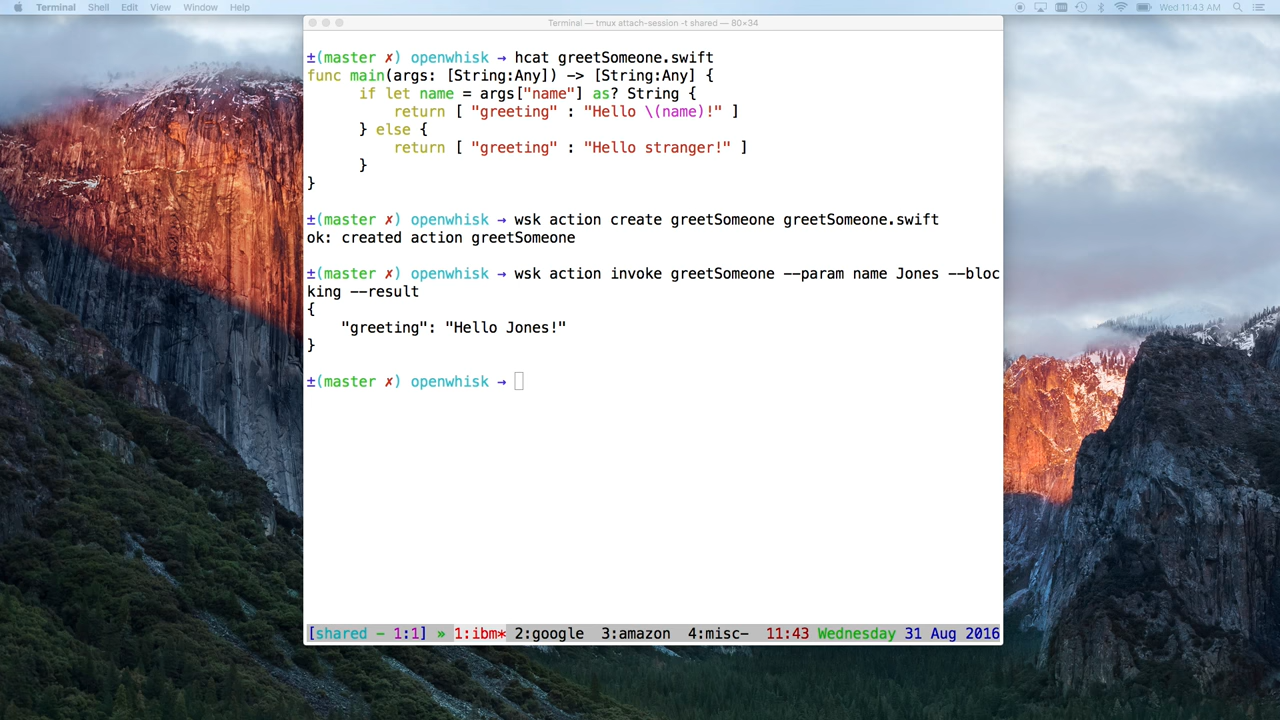 Terminal Shell Edit View Window Help Wed 11:43 AM
Terminal — tmux attach-session -t shared — 80×34
±(master ✗) openwhisk → hcat greetSomeone.swift
func main(args: [String:Any]) -> [String:Any] {
      if let name = args["name"] as? String {
          return [ "greeting" : "Hello \(name)!" ]
      } else {
          return [ "greeting" : "Hello stranger!" ]
      }
}
±(master ✗) openwhisk → wsk action create greetSomeone greetSomeone.swift
ok: created action greetSomeone
±(master ✗) openwhisk → wsk action invoke greetSomeone --param name Jones --bloc
king --result
{
    "greeting": "Hello Jones!"
}
±(master ✗) openwhisk →
[shared - 1:1] » 1:ibm* 2:google 3:amazon 4:misc- 11:43 Wednesday 31 Aug 2016